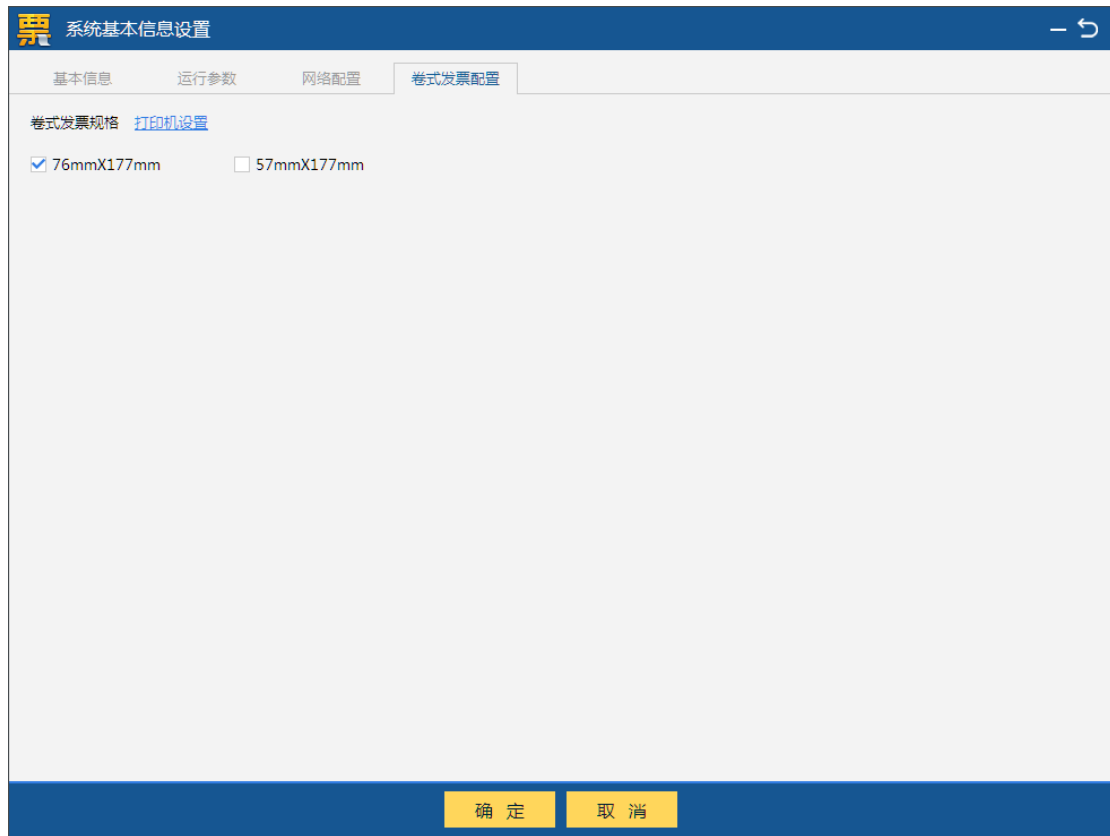 票 系统基本信息设置
基本信息 运行参数 网络配置 卷式发票配置
卷式发票规格 打印机设置
76mmX177mm 57mmX177mm
确 定 取 消